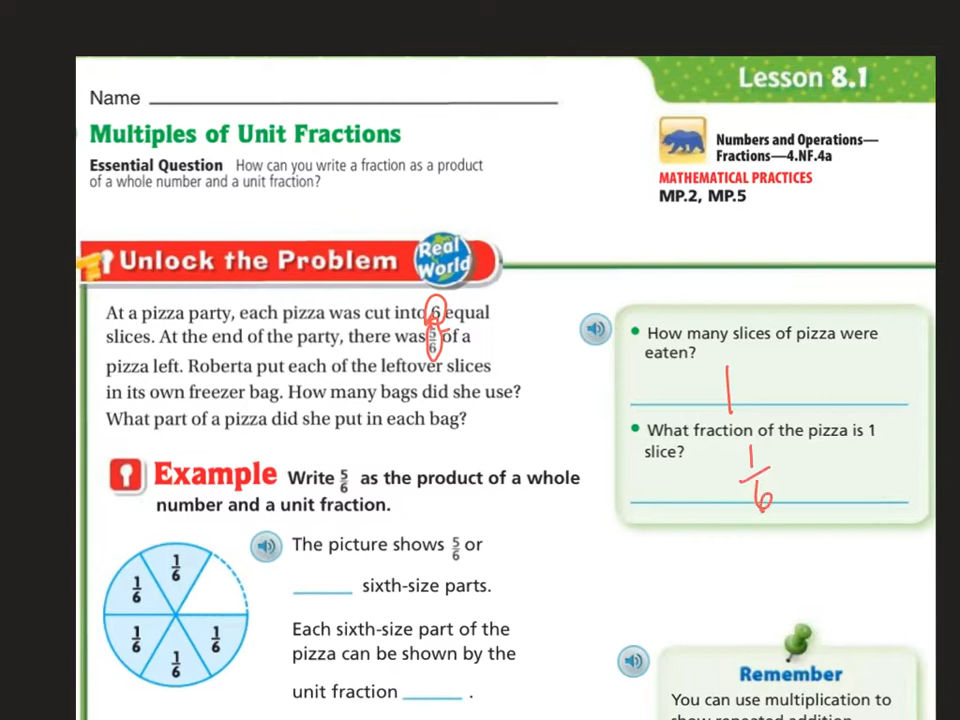 Lesson 8.1
Name
Multiples of Unit Fractions
Essential Question How can you write a fraction as a product
of a whole number and a unit fraction?
Numbers and Operations—
Fractions—4.NF.4a
MATHEMATICAL PRACTICES
MP.2, MP.5
Unlock the Problem Real World
At a pizza party, each pizza was cut into 6 equal
slices. At the end of the party, there was 5/6 of a
pizza left. Roberta put each of the leftover slices
in its own freezer bag. How many bags did she use?
What part of a pizza did she put in each bag?
• How many slices of pizza were
eaten?
1
• What fraction of the pizza is 1
slice?
1/6
Example Write 5/6 as the product of a whole
number and a unit fraction.
1/6
1/6
1/6
1/6
1/6
The picture shows 5/6 or
sixth-size parts.
Each sixth-size part of the
pizza can be shown by the
unit fraction .
Remember
You can use multiplication to
show repeated addition